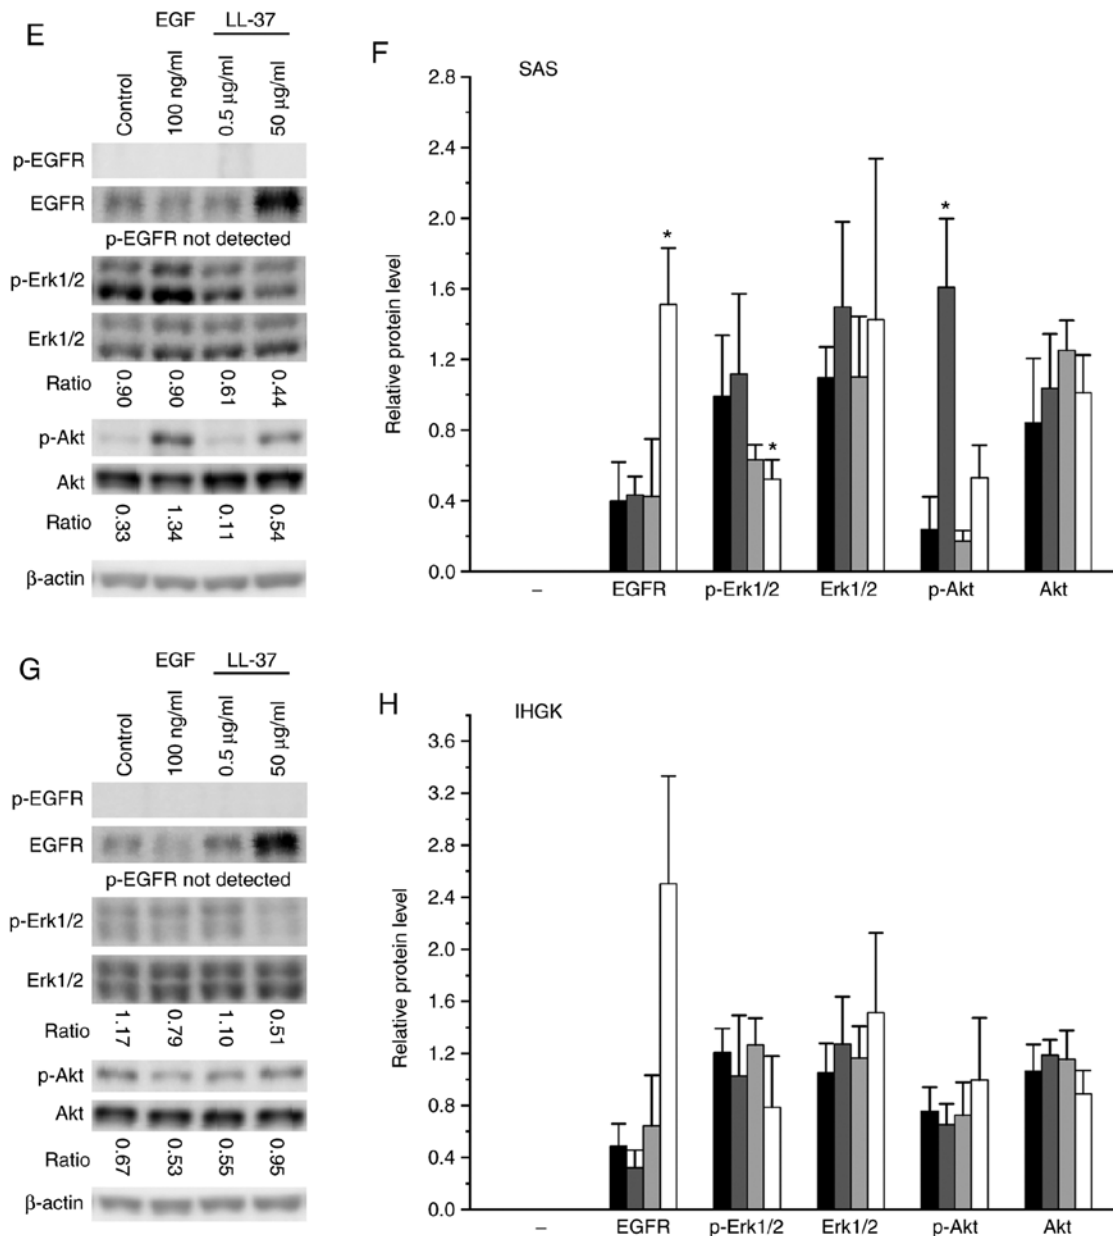 E
EGF LL-37
Control
100 ng/ml
0.5 µg/ml
50 µg/ml
p-EGFR
EGFR
p-EGFR not detected
p-Erk1/2
Erk1/2
Ratio 0.90 0.90 0.61 0.44
p-Akt
Akt
Ratio 0.33 1.34 0.11 0.54
β-actin
F
SAS
Relative protein level
2.8
2.4
2.0
1.6
1.2
0.8
0.4
0.0
* * *
– EGFR p-Erk1/2 Erk1/2 p-Akt Akt
G
EGF LL-37
Control
100 ng/ml
0.5 µg/ml
50 µg/ml
p-EGFR
EGFR
p-EGFR not detected
p-Erk1/2
Erk1/2
Ratio 1.17 0.79 1.10 0.51
p-Akt
Akt
Ratio 0.67 0.53 0.55 0.95
β-actin
H
IHGK
Relative protein level
3.6
3.2
2.8
2.4
2.0
1.6
1.2
0.8
0.4
0.0
– EGFR p-Erk1/2 Erk1/2 p-Akt Akt